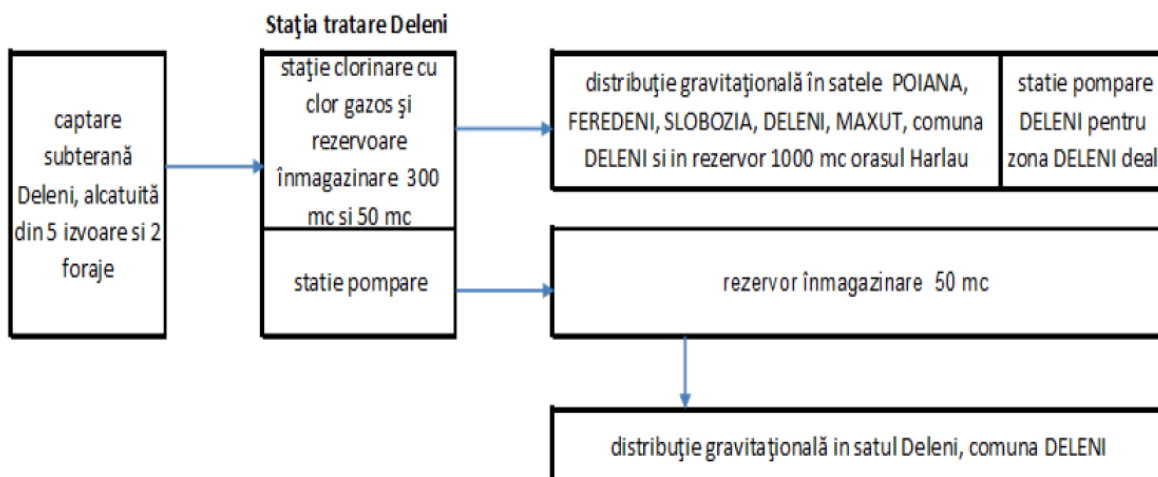 Staţia tratare Deleni
captare
subterană
Deleni, alcatuită
din 5 izvoare si 2
foraje
staţie clorinare cu
clor gazos şi
rezervoare
înmagazinare 300
mc si 50 mc
statie pompare
distribuţie gravitaţională în satele POIANA,
FEREDENI, SLOBOZIA, DELENI, MAXUT, comuna
DELENI si in rezervor 1000 mc orasul Harlau
statie pompare
DELENI pentru
zona DELENI deal
rezervor înmagazinare 50 mc
distribuţie gravitaţională in satul Deleni, comuna DELENI